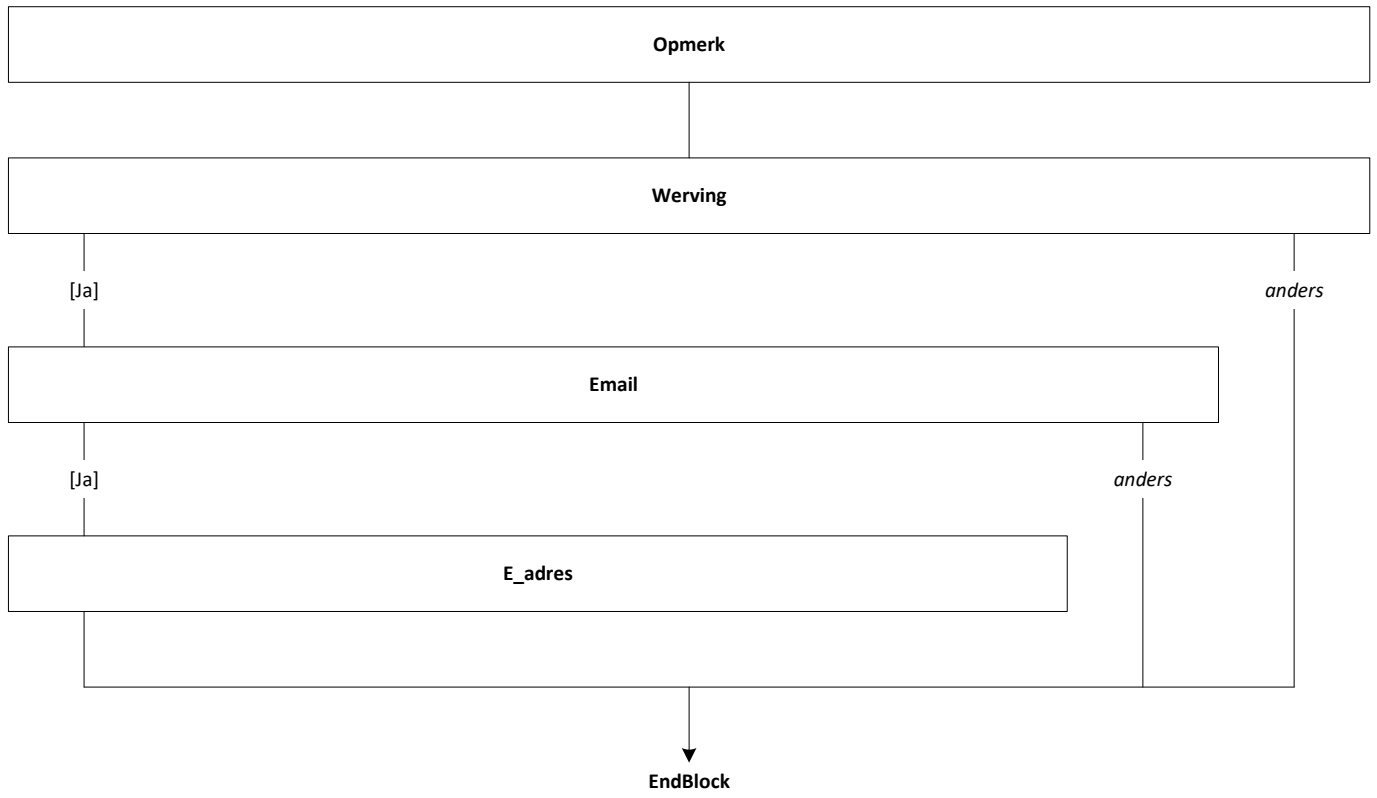 Opmerk
Werving
[Ja]
anders
Email
[Ja]
anders
E_adres
EndBlock